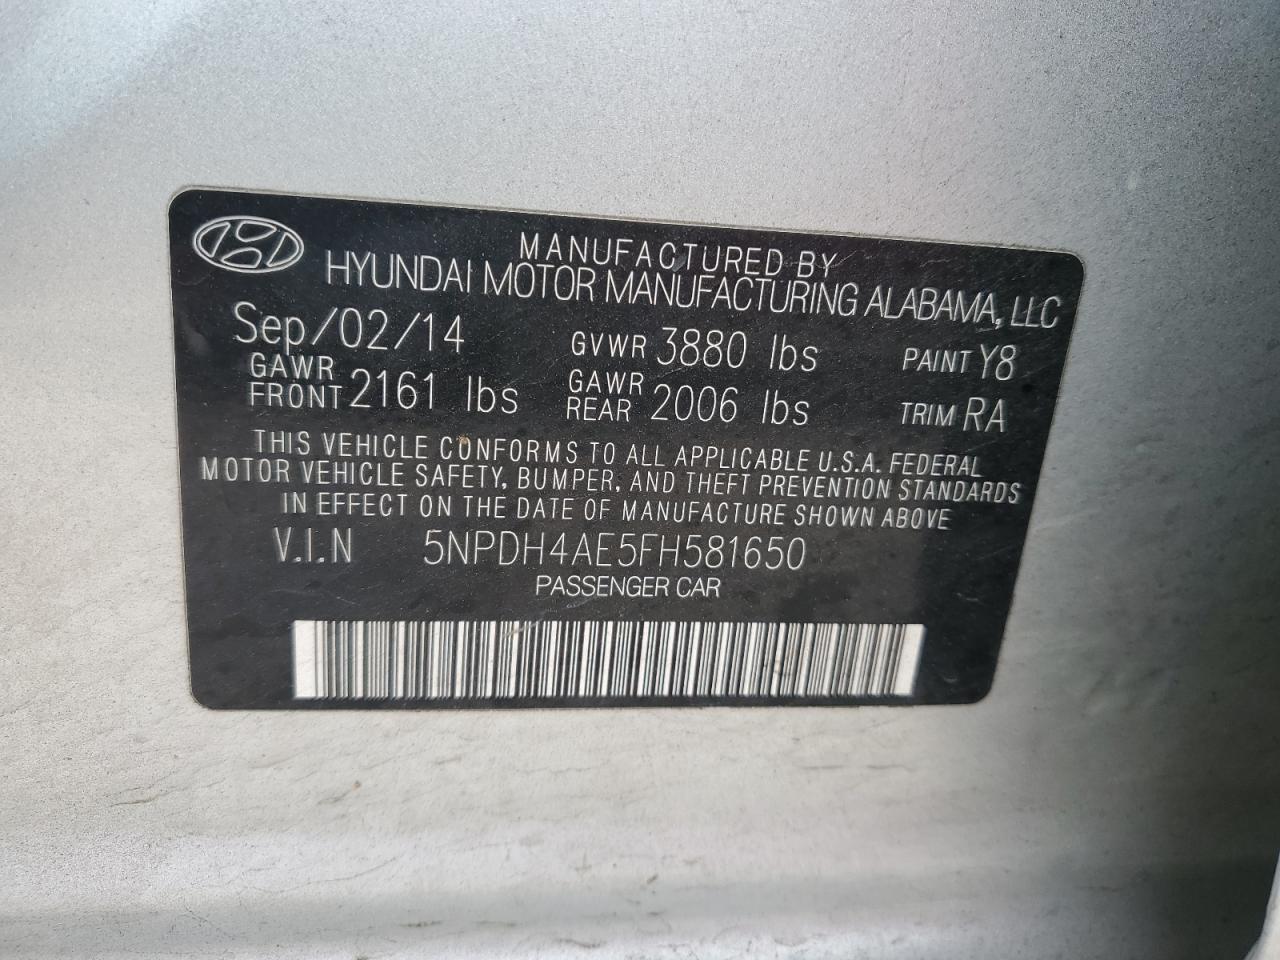 MANUFACTURED BY
HYUNDAI MOTOR MANUFACTURING ALABAMA, LLC
Sep/02/14 GVWR 3880 lbs PAINT Y8
GAWR FRONT 2161 lbs GAWR REAR 2006 lbs TRIM RA
THIS VEHICLE CONFORMS TO ALL APPLICABLE U.S.A. FEDERAL
MOTOR VEHICLE SAFETY, BUMPER, AND THEFT PREVENTION STANDARDS
IN EFFECT ON THE DATE OF MANUFACTURE SHOWN ABOVE
V.I.N 5NPDH4AE5FH581650
PASSENGER CAR